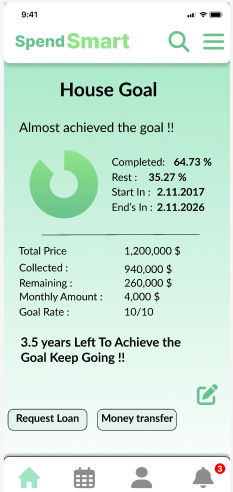 9:41
SpendSmart
House Goal
Almost achieved the goal !!
Completed: 64.73 %
Rest : 35.27 %
Start In : 2.11.2017
End's In : 2.11.2026
Total Price 1,200,000 $
Collected : 940,000 $
Remaining : 260,000 $
Monthly Amount : 4,000 $
Goal Rate : 10/10
3.5 years Left To Achieve the
Goal Keep Going !!
Request Loan Money transfer
3